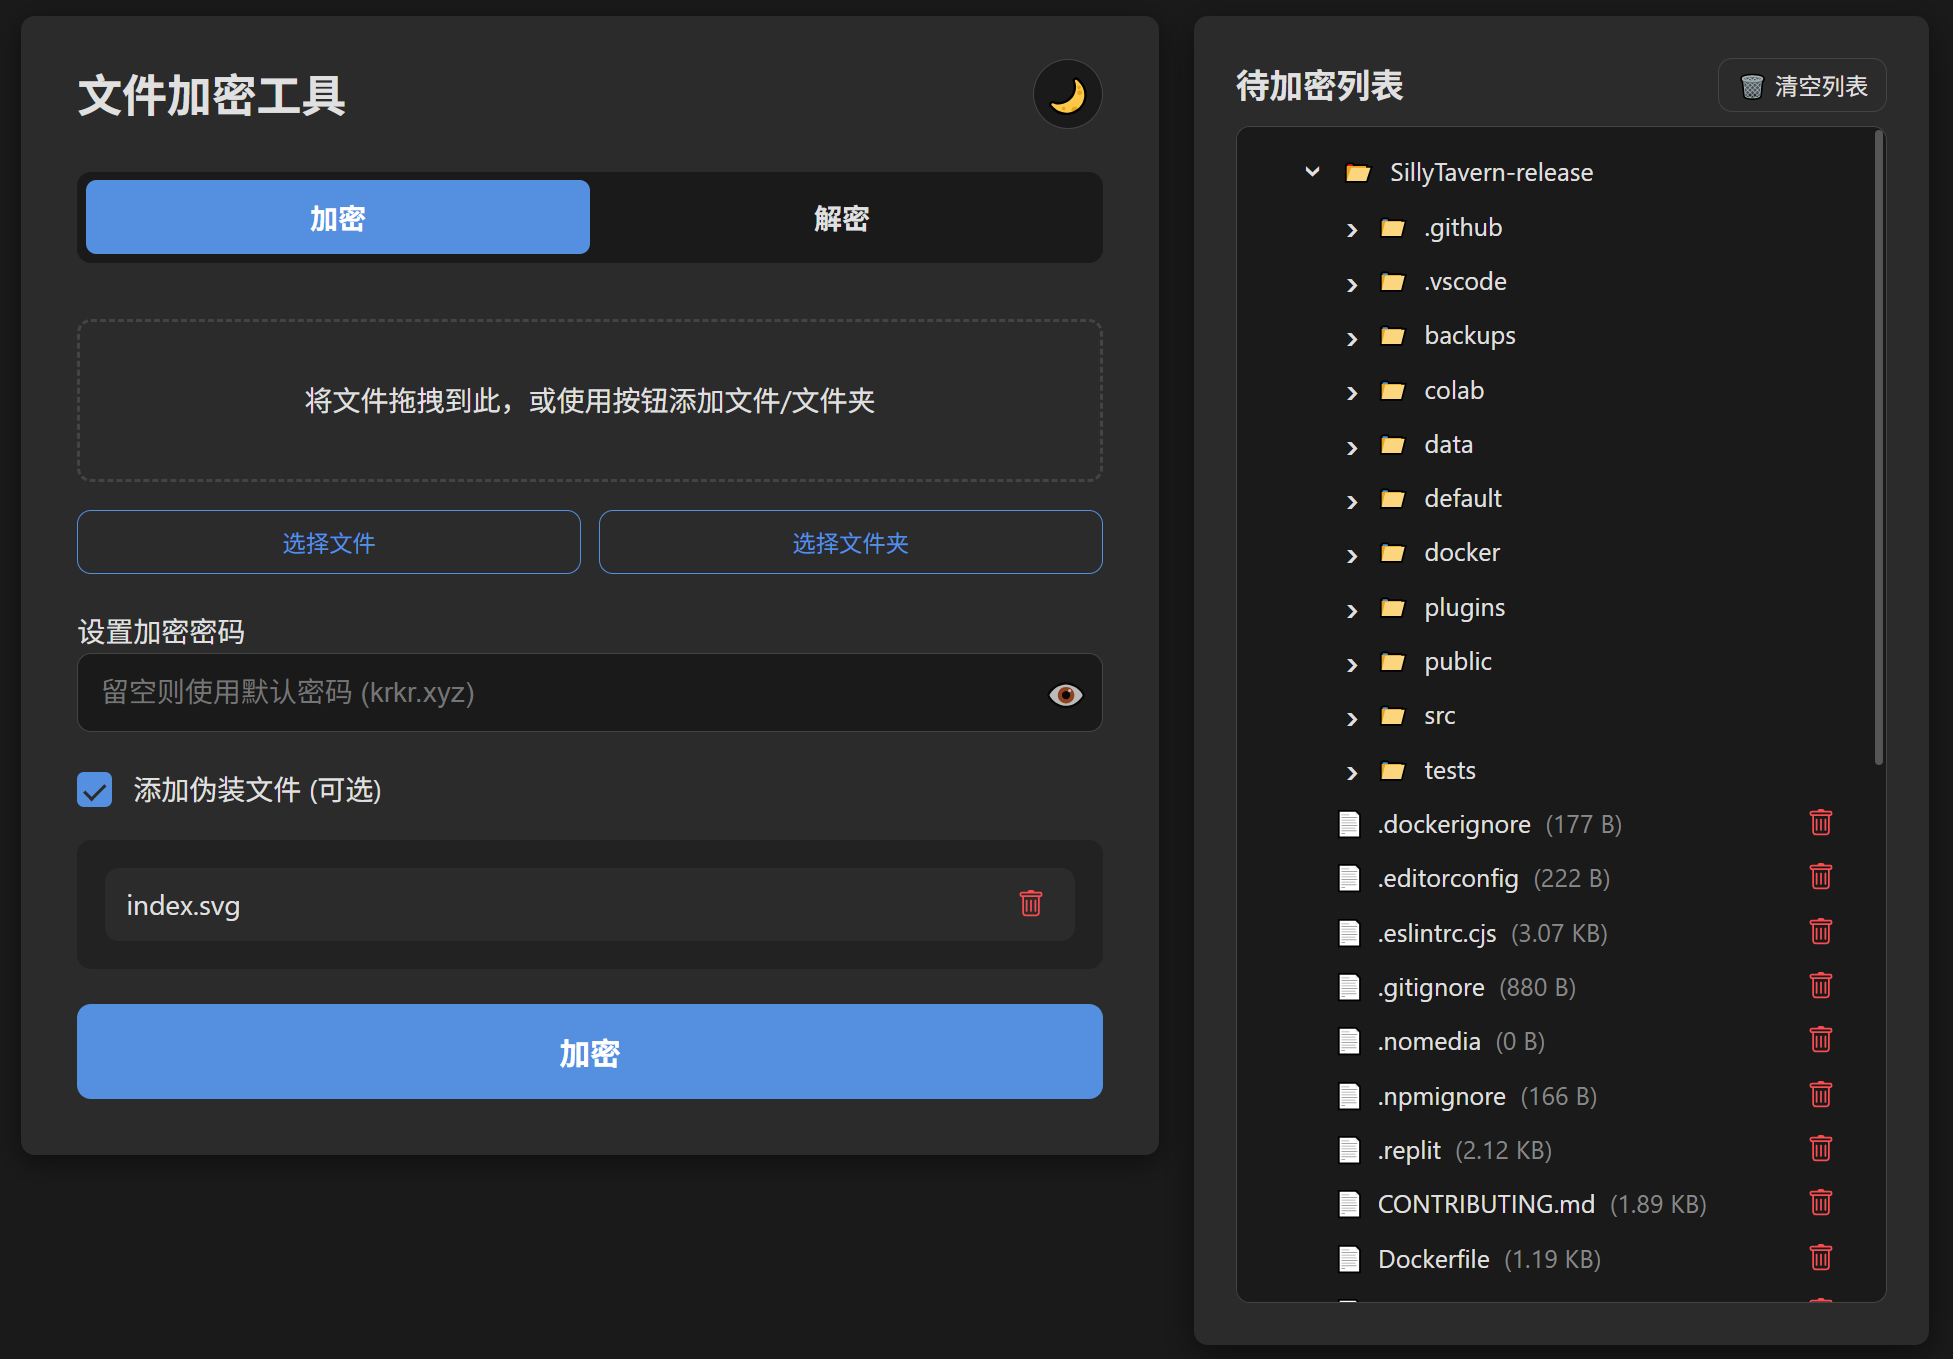 文件加密工具
加密
解密
将文件拖拽到此，或使用按钮添加文件/文件夹
选择文件
选择文件夹
设置加密密码
留空则使用默认密码 (krkr.xyz)
添加伪装文件 (可选)
index.svg
加密
待加密列表
清空列表
SillyTavern-release
.github
.vscode
backups
colab
data
default
docker
plugins
public
src
tests
.dockerignore (177 B)
.editorconfig (222 B)
.eslintrc.cjs (3.07 KB)
.gitignore (880 B)
.nomedia (0 B)
.npmignore (166 B)
.replit (2.12 KB)
CONTRIBUTING.md (1.89 KB)
Dockerfile (1.19 KB)